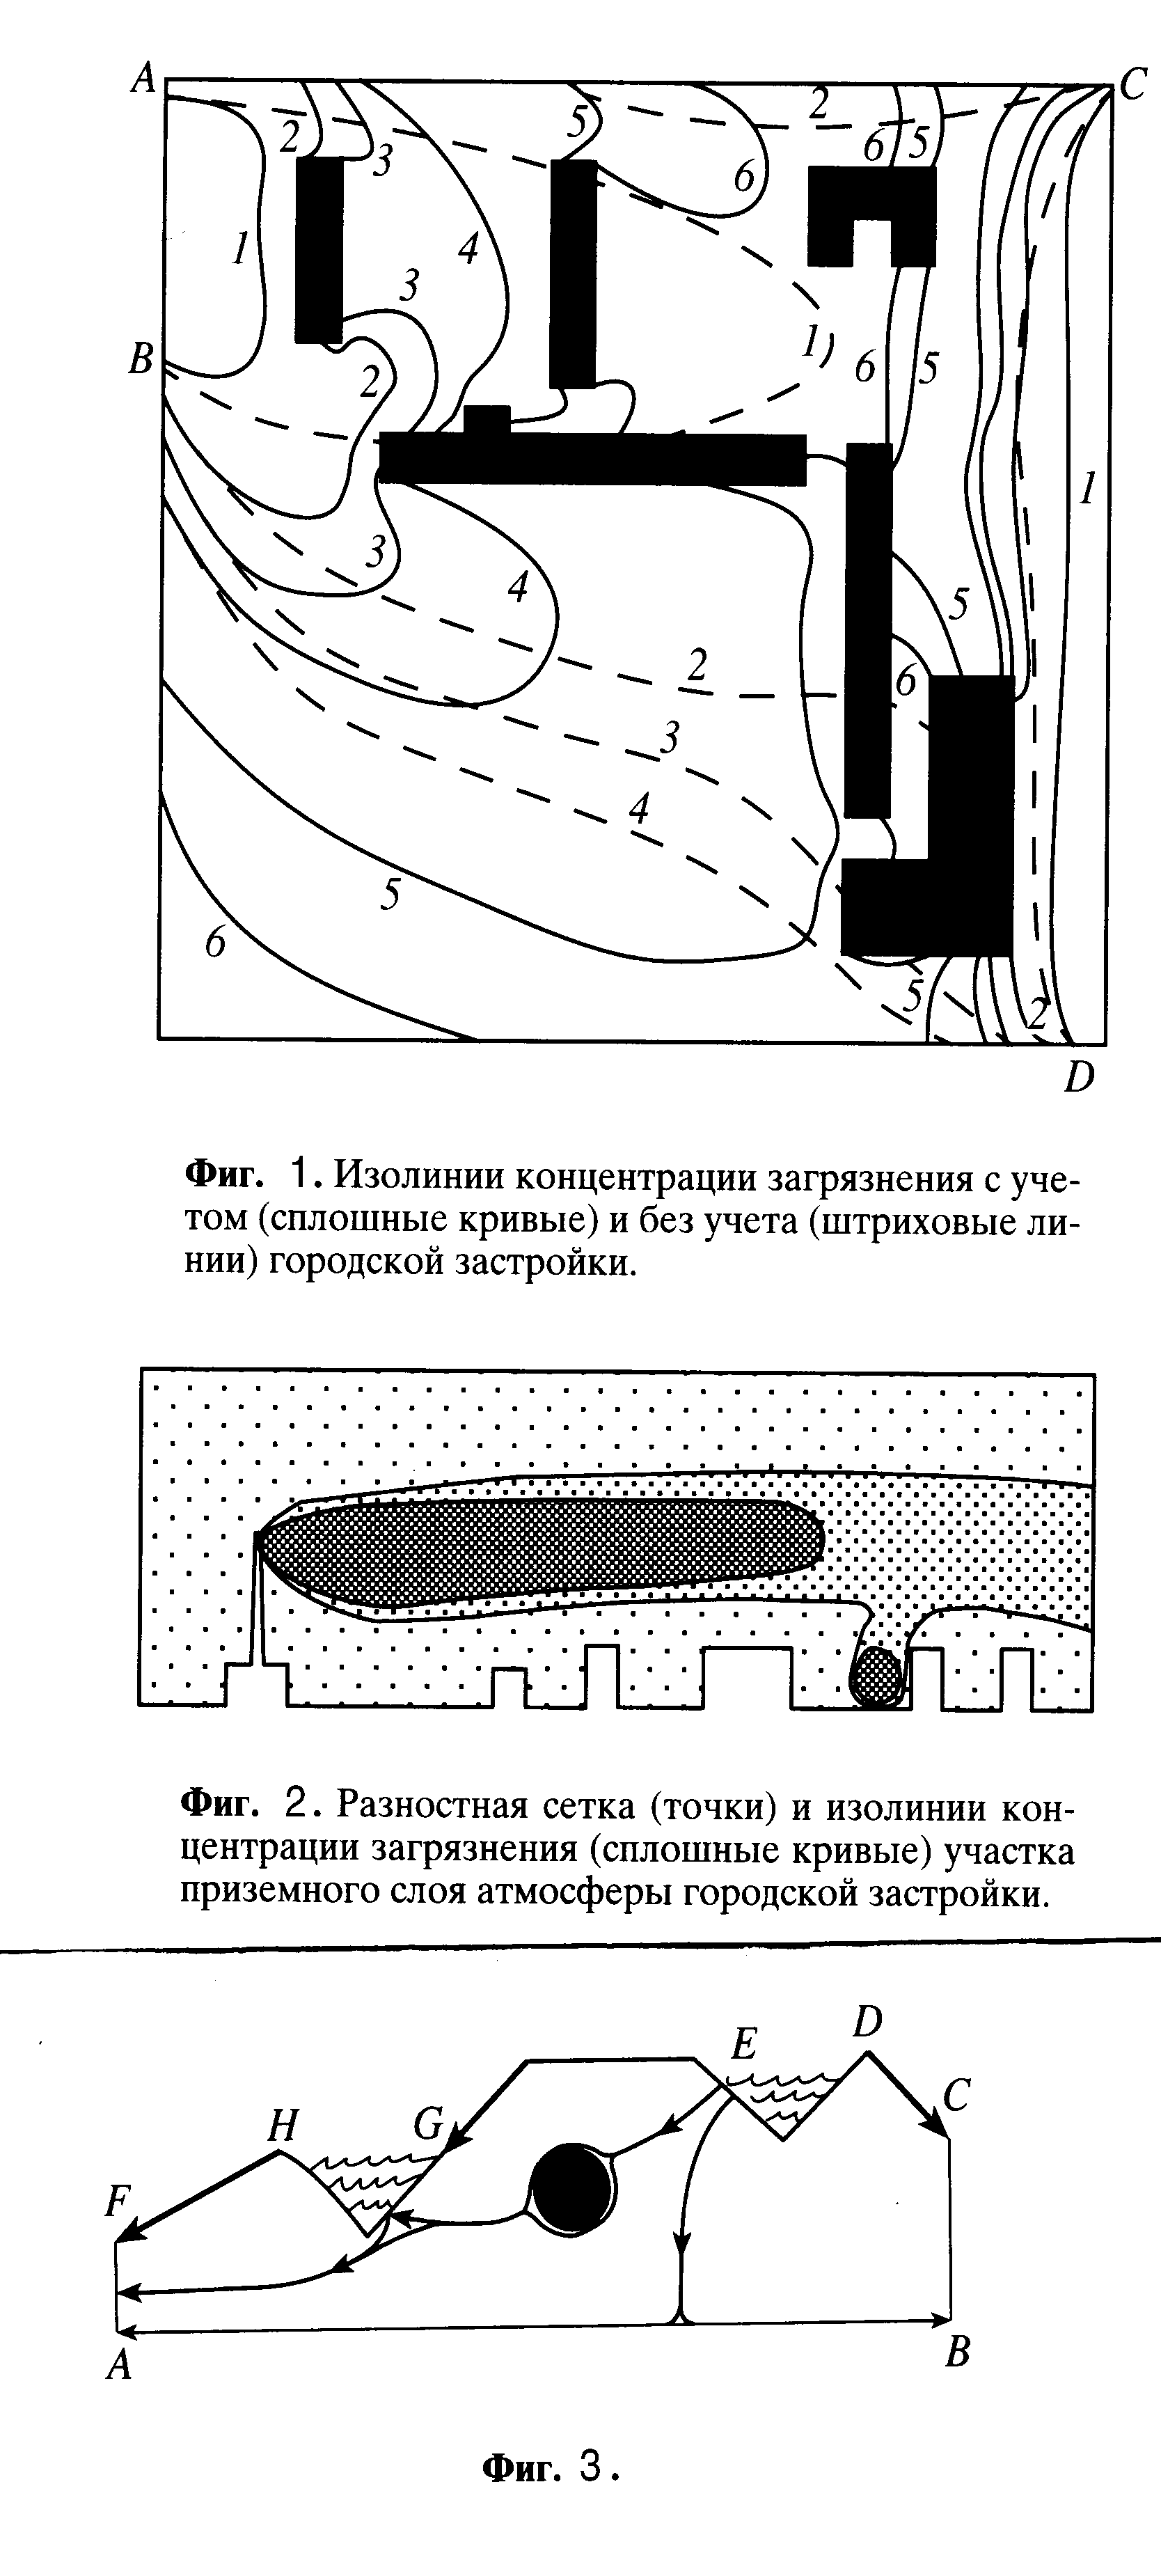 A
C
2
2
3
5
6
6
5
1
4
3
1)
6
5
B
2
1
3
4
5
2
6
3
4
5
6
5
2
D
Фиг. 1. Изолинии концентрации загрязнения с уче-
том (сплошные кривые) и без учета (штриховые ли-
нии) городской застройки.
Фиг. 2. Разностная сетка (точки) и изолинии кон-
центрации загрязнения (сплошные кривые) участка
приземного слоя атмосферы городской застройки.
D
E
C
H
G
F
A
B
Фиг. 3.